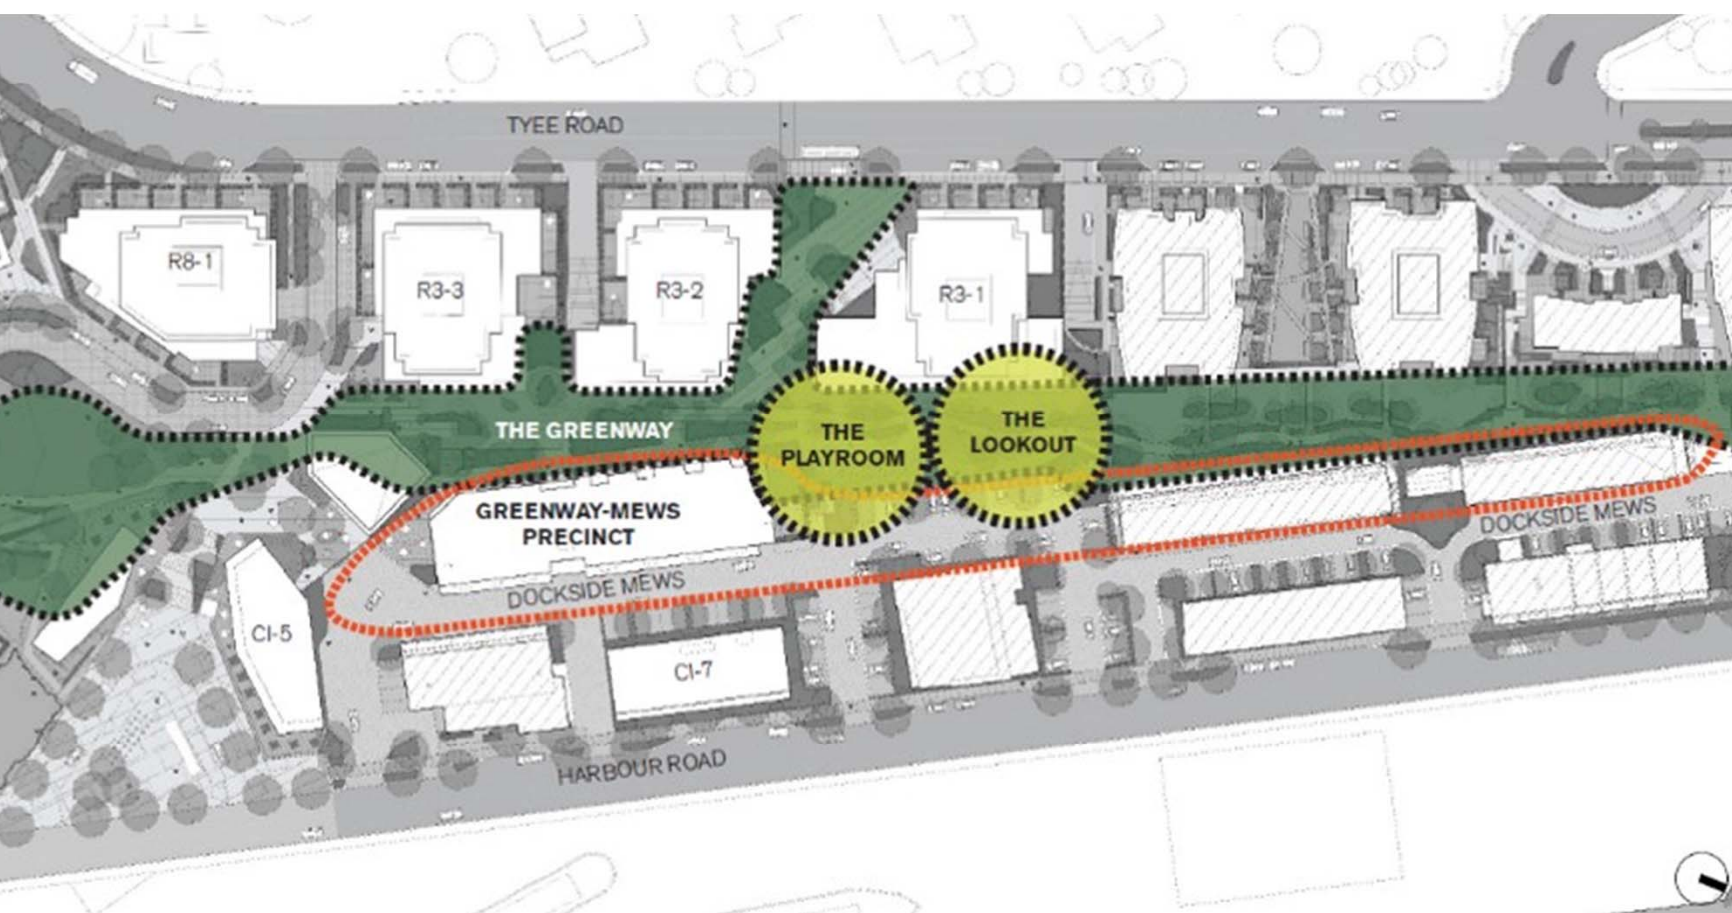 TYEE ROAD
R8-1
R3-3
R3-2
R3-1
THE GREENWAY
THE
PLAYROOM
THE
LOOKOUT
GREENWAY-MEWS
PRECINCT
DOCKSIDE MEWS
DOCKSIDE MEWS
CI-5
CI-7
HARBOUR ROAD